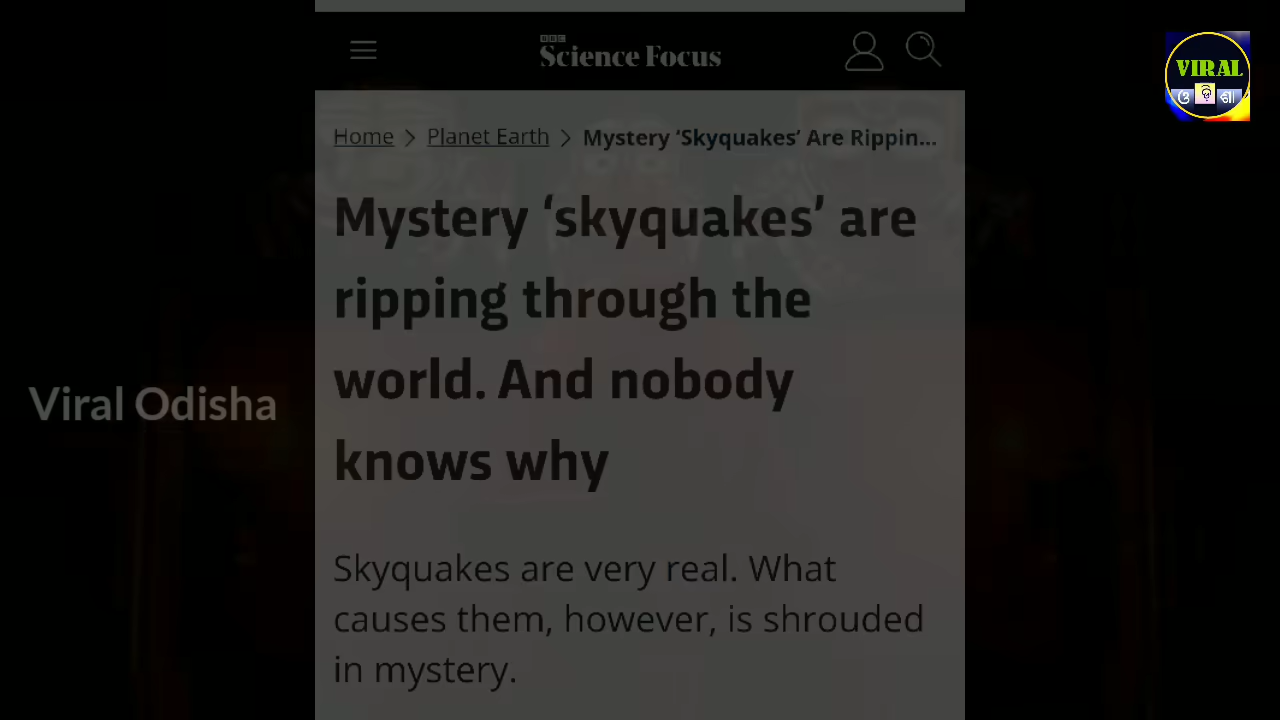 BBC
Science Focus
VIRAL
ଓଡ଼ିଶା
Home > Planet Earth > Mystery ‘Skyquakes’ Are Rippin...
Mystery ‘skyquakes’ are
ripping through the
world. And nobody
knows why
Viral Odisha
Skyquakes are very real. What
causes them, however, is shrouded
in mystery.